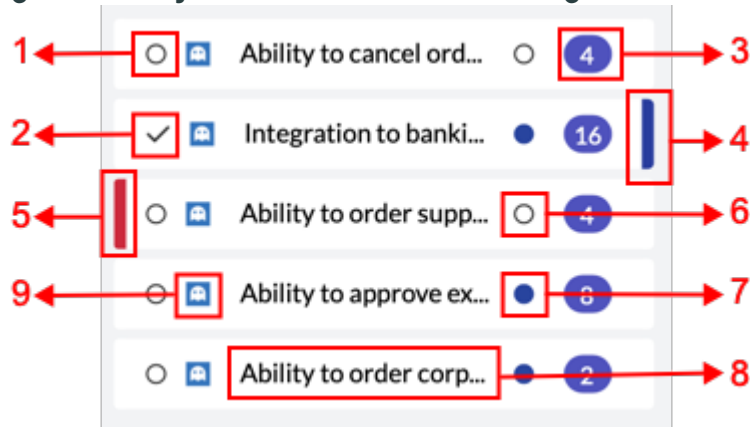 1 Ability to cancel ord... 4 3
2 Integration to banki... 16 4
5 Ability to order supp... 4 6
9 Ability to approve ex... 8 7
Ability to order corp... 2 8